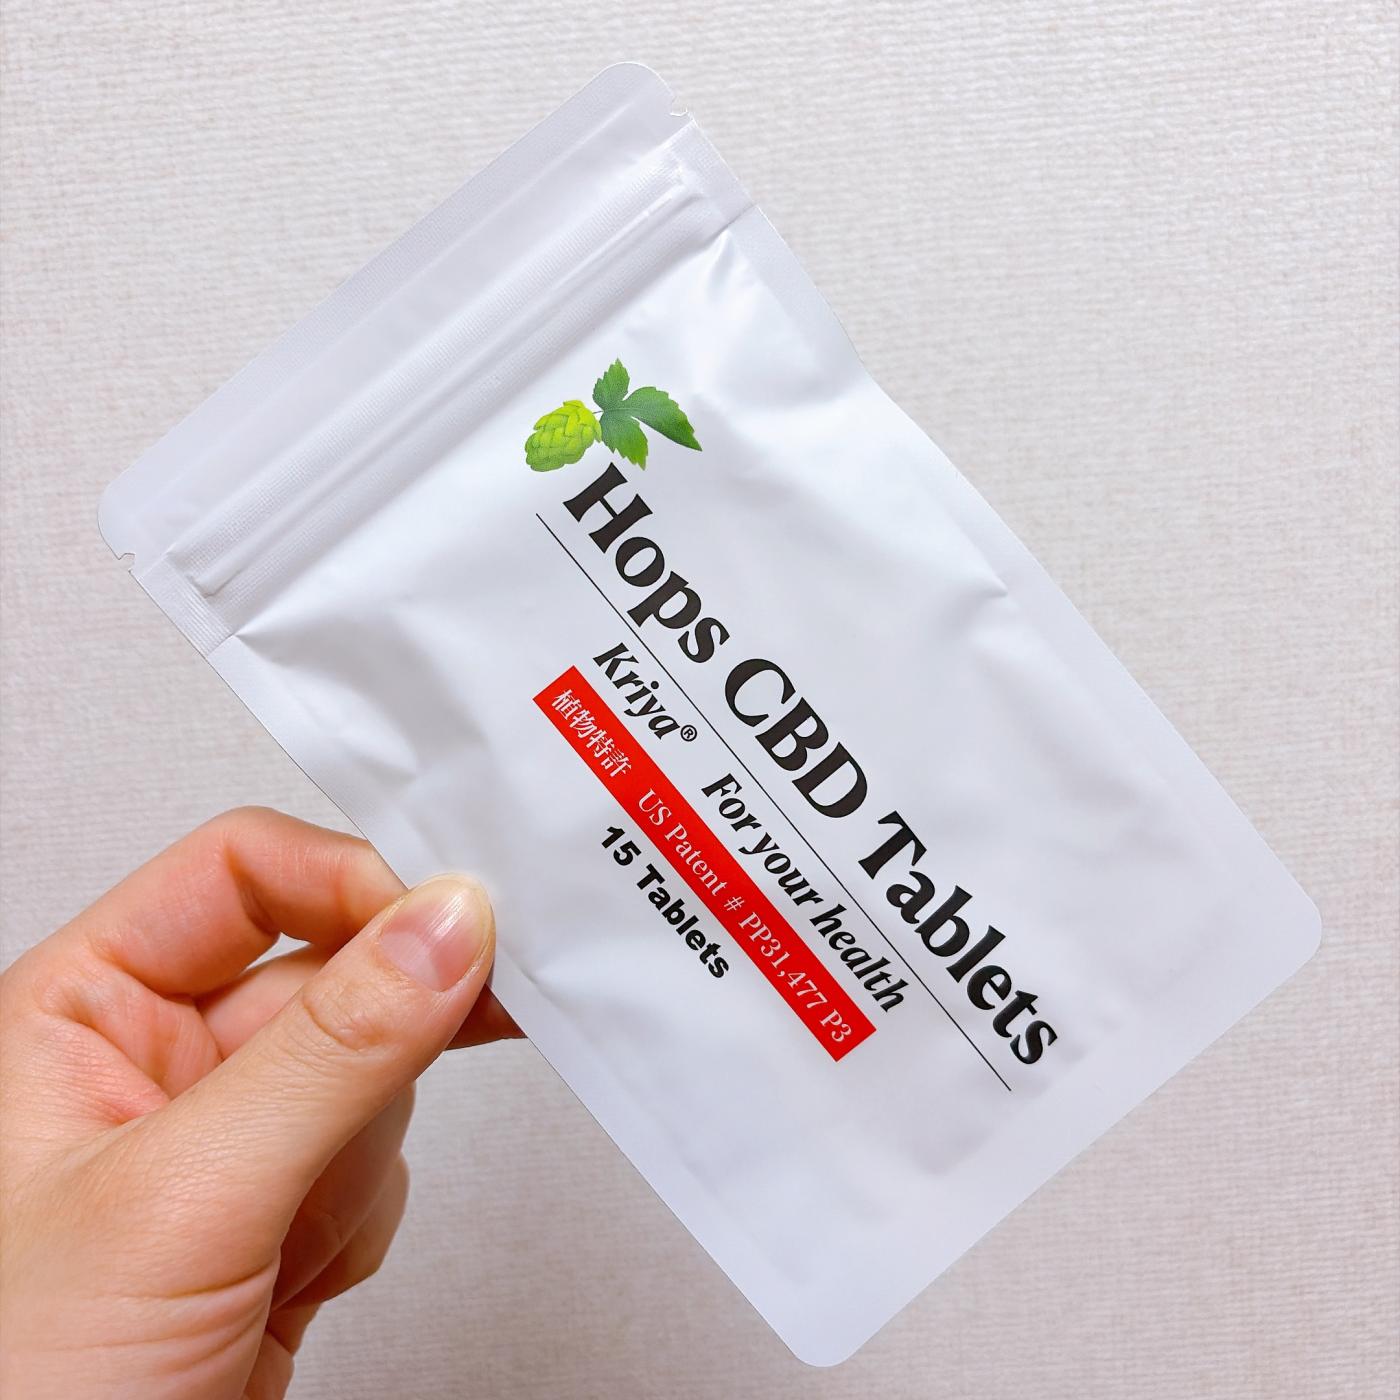 Hops CBD Tablets
Kriya® For your health
植物特許 US Patent # PP31,477 P3
15 Tablets